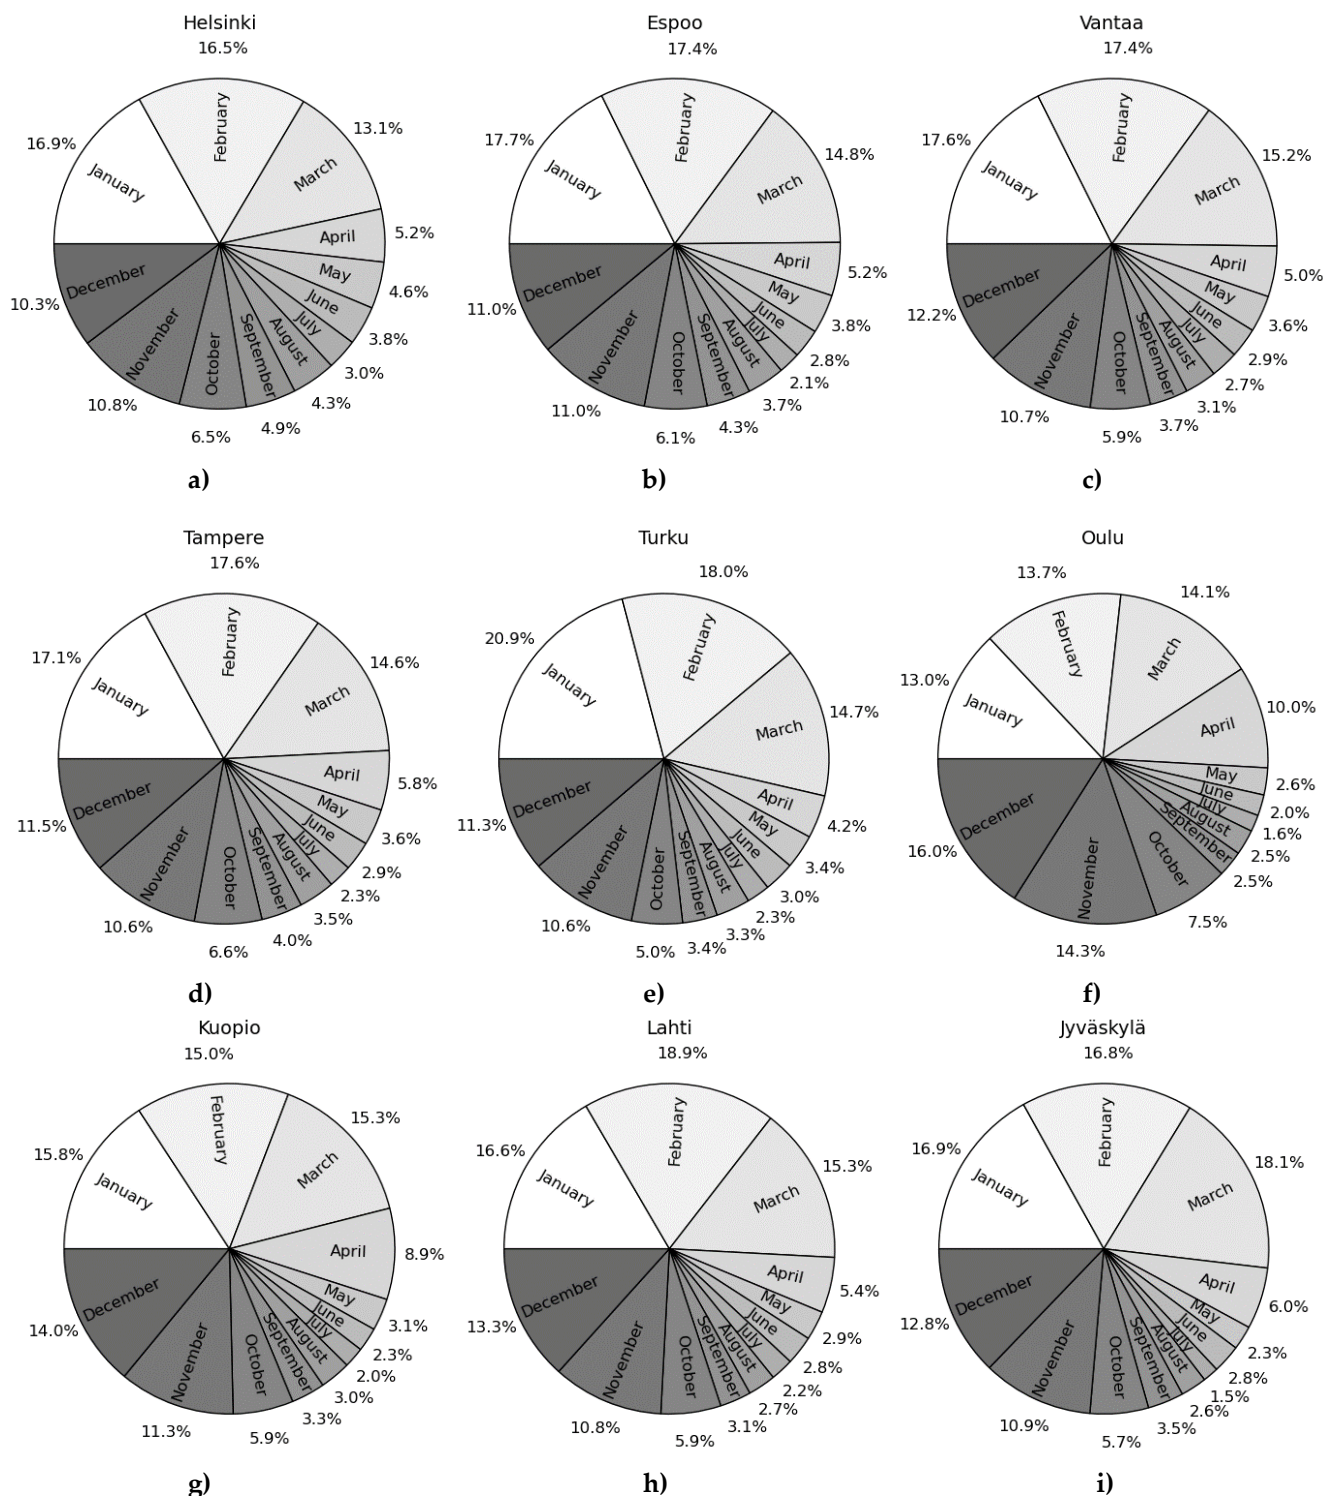 Helsinki
16.5%
16.9%
13.1%
January
February
March
April
5.2%
May
4.6%
June
3.8%
July
3.0%
August
4.3%
September
4.9%
October
6.5%
November
10.8%
December
10.3%
a)
Espoo
17.4%
17.7%
14.8%
January
February
March
April
5.2%
May
3.8%
June
2.8%
July
2.1%
August
3.7%
September
4.3%
October
6.1%
November
11.0%
December
11.0%
b)
Vantaa
17.4%
17.6%
15.2%
January
February
March
April
5.0%
May
3.6%
June
2.9%
July
2.7%
August
3.1%
September
3.7%
October
5.9%
November
10.7%
December
12.2%
c)
Tampere
17.6%
17.1%
14.6%
January
February
March
April
5.8%
May
3.6%
June
2.9%
July
2.3%
August
3.5%
September
4.0%
October
6.6%
November
10.6%
December
11.5%
d)
Turku
18.0%
20.9%
14.7%
January
February
March
April
4.2%
May
3.4%
June
3.0%
July
2.3%
August
3.3%
September
3.4%
October
5.0%
November
10.6%
December
11.3%
e)
Oulu
13.7%
14.1%
13.0%
January
February
March
April
10.0%
May
2.6%
June
2.0%
July
1.6%
August
2.5%
September
2.5%
October
7.5%
November
14.3%
December
16.0%
f)
Kuopio
15.0%
15.8%
15.3%
January
February
March
April
8.9%
May
3.1%
June
2.3%
July
2.0%
August
3.0%
September
3.3%
October
5.9%
November
11.3%
December
14.0%
g)
Lahti
18.9%
16.6%
15.3%
January
February
March
April
5.4%
May
2.9%
June
2.8%
July
2.2%
August
2.7%
September
3.1%
October
5.9%
November
10.8%
December
13.3%
h)
Jyväskylä
16.8%
16.9%
18.1%
January
February
March
April
6.0%
May
2.3%
June
2.8%
July
1.5%
August
2.6%
September
3.5%
October
5.7%
November
10.9%
December
12.8%
i)